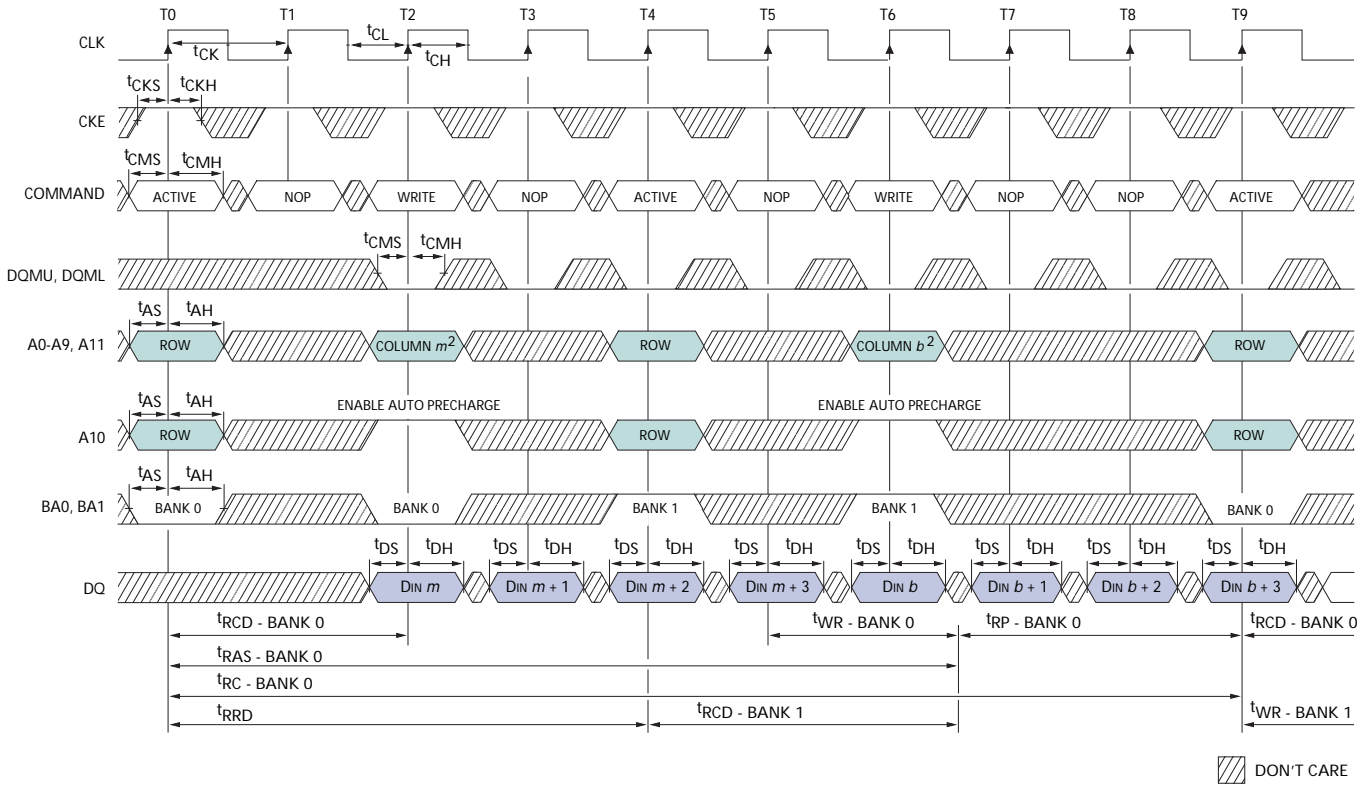 T0 T1 T2 T3 T4 T5 T6 T7 T8 T9
CLK tCK tCL tCH
tCKS tCKH
CKE
tCMS tCMH
COMMAND ACTIVE NOP WRITE NOP ACTIVE NOP WRITE NOP NOP ACTIVE
tCMS tCMH
DQMU, DQML
tAS tAH
A0-A9, A11 ROW COLUMN m2 ROW COLUMN b2 ROW
tAS tAH ENABLE AUTO PRECHARGE ENABLE AUTO PRECHARGE
A10 ROW ROW ROW
tAS tAH
BA0, BA1 BANK 0 BANK 0 BANK 1 BANK 1 BANK 0
tDS tDH tDS tDH tDS tDH tDS tDH tDS tDH tDS tDH tDS tDH tDS tDH
DQ DIN m DIN m + 1 DIN m + 2 DIN m + 3 DIN b DIN b + 1 DIN b + 2 DIN b + 3
tRCD - BANK 0 tWR - BANK 0 tRP - BANK 0 tRCD - BANK 0
tRAS - BANK 0
tRC - BANK 0
tRRD tRCD - BANK 1 tWR - BANK 1
DON'T CARE